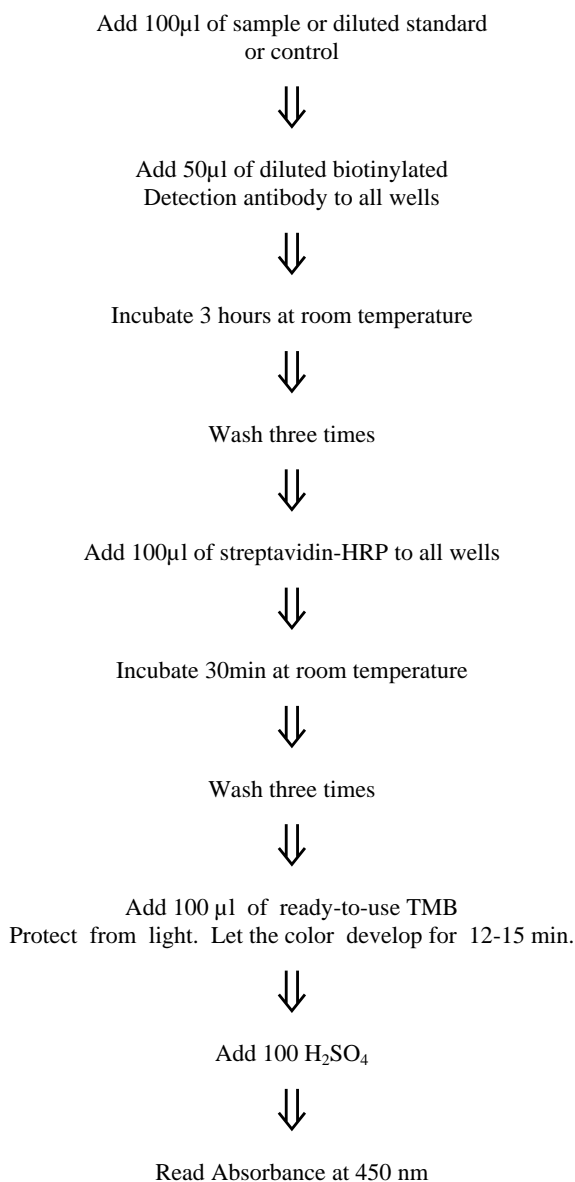 Add 100µl of sample or diluted standard
or control
⇓
Add 50µl of diluted biotinylated
Detection antibody to all wells
⇓
Incubate 3 hours at room temperature
⇓
Wash three times
⇓
Add 100µl of streptavidin-HRP to all wells
⇓
Incubate 30min at room temperature
⇓
Wash three times
⇓
Add 100 µl of ready-to-use TMB
Protect from light. Let the color develop for 12-15 min.
⇓
Add 100 H₂SO₄
⇓
Read Absorbance at 450 nm